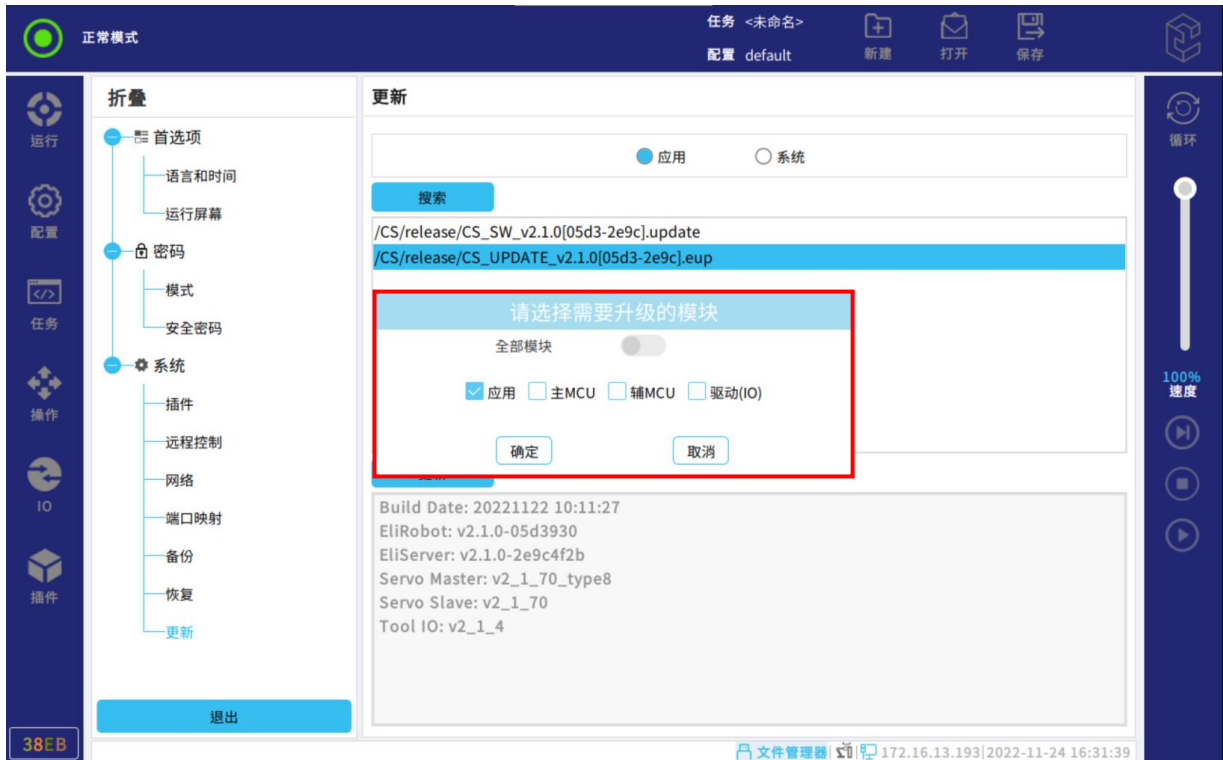 正常模式
任务 <未命名>
配置 default
新建
打开
保存
运行
配置
任务
操作
IO
插件
38EB
折叠
首选项
语言和时间
运行屏幕
密码
模式
安全密码
系统
插件
远程控制
网络
端口映射
备份
恢复
更新
退出
更新
应用 系统
搜索
/CS/release/CS_SW_v2.1.0[05d3-2e9c].update
/CS/release/CS_UPDATE_v2.1.0[05d3-2e9c].eup
请选择需要升级的模块
全部模块
应用 主MCU 辅MCU 驱动(IO)
确定 取消
Build Date: 20221122 10:11:27
EliRobot: v2.1.0-05d3930
EliServer: v2.1.0-2e9c4f2b
Servo Master: v2_1_70_type8
Servo Slave: v2_1_70
Tool IO: v2_1_4
文件管理器 172.16.13.193|2022-11-24 16:31:39
循环
100%
速度